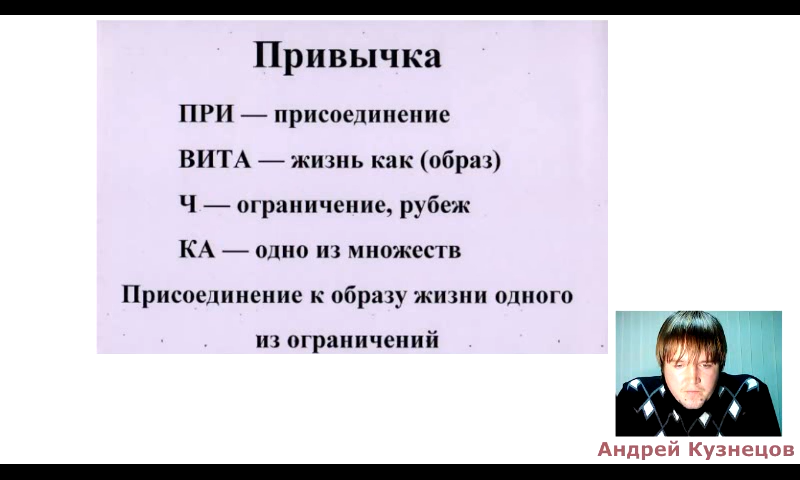 Привычка
ПРИ — присоединение
ВИТА — жизнь как (образ)
Ч — ограничение, рубеж
КА — одно из множеств
Присоединение к образу жизни одного
из ограничений
Андрей Кузнецов